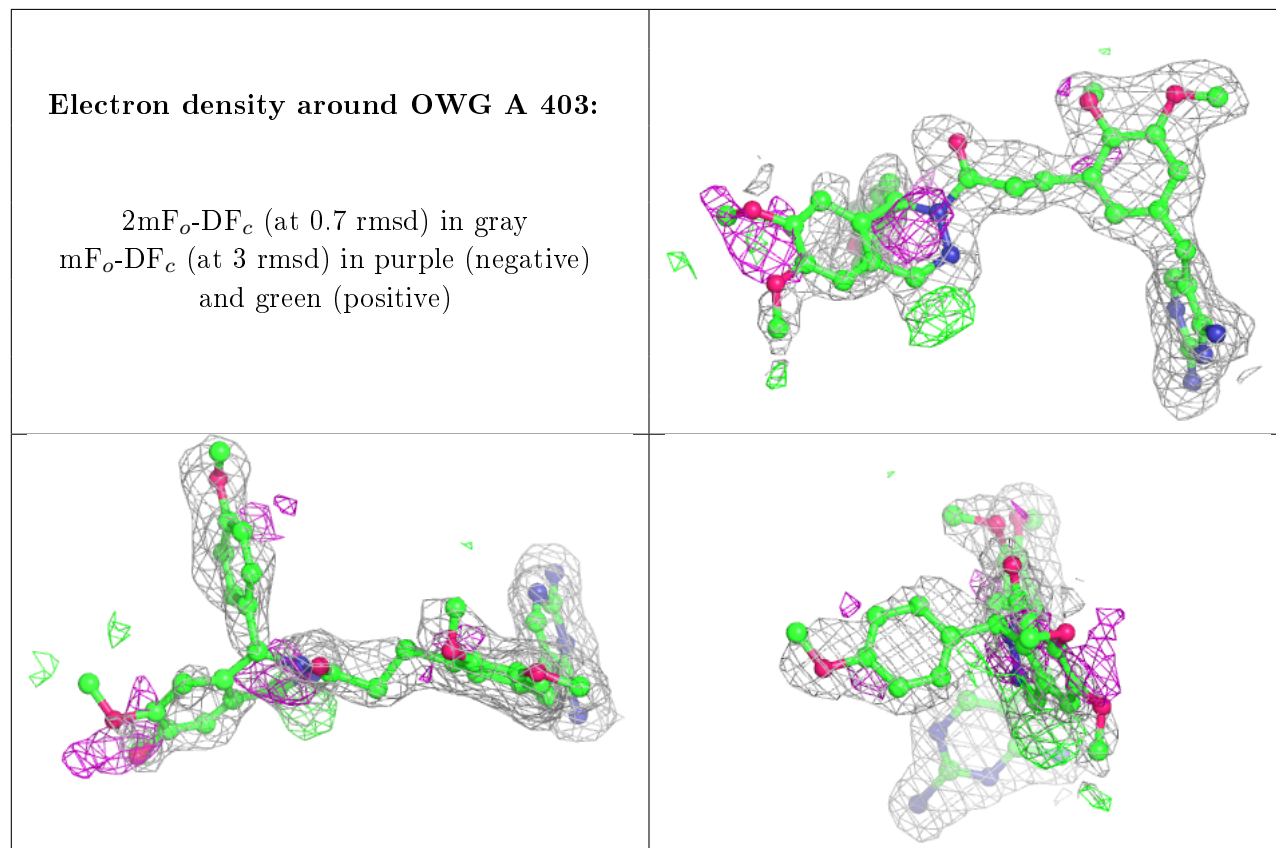 Electron density around OWG A 403:
2mFo-DFc (at 0.7 rmsd) in gray
mFo-DFc (at 3 rmsd) in purple (negative)
and green (positive)